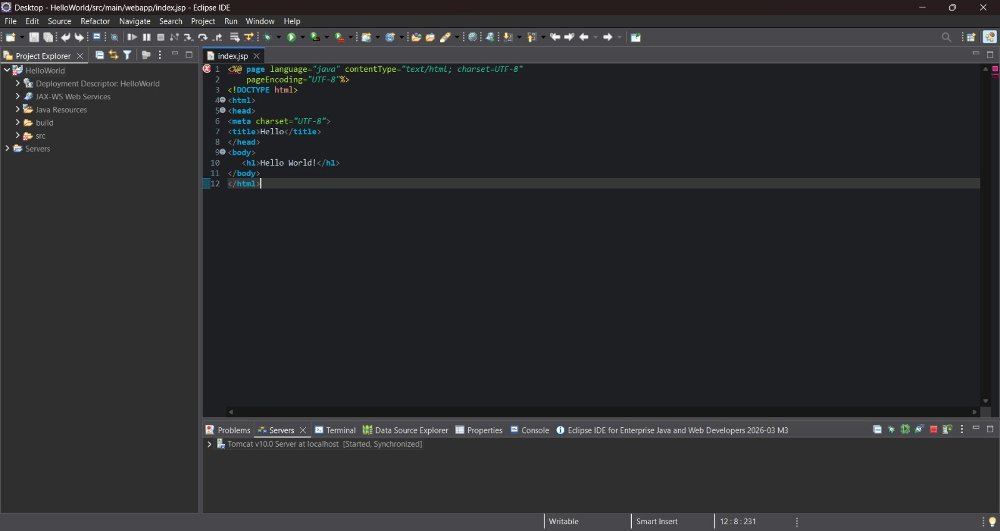 Desktop - HelloWorld/src/main/webapp/index.jsp - Eclipse IDE
File Edit Source Refactor Navigate Search Project Run Window Help
Project Explorer
HelloWorld
Deployment Descriptor: HelloWorld
JAX-WS Web Services
Java Resources
build
src
Servers
index.jsp
1 <%@ page language="java" contentType="text/html; charset=UTF-8"
2     pageEncoding="UTF-8"%>
3 <!DOCTYPE html>
4 <html>
5 <head>
6 <meta charset="UTF-8">
7 <title>Hello</title>
8 </head>
9 <body>
10    <h1>Hello World!</h1>
11 </body>
12 </html>
Problems Servers Terminal Data Source Explorer Properties Console Eclipse IDE for Enterprise Java and Web Developers 2026-03 M3
Tomcat v10.0 Server at localhost [Started, Synchronized]
Writable Smart Insert 12 : 8 : 231